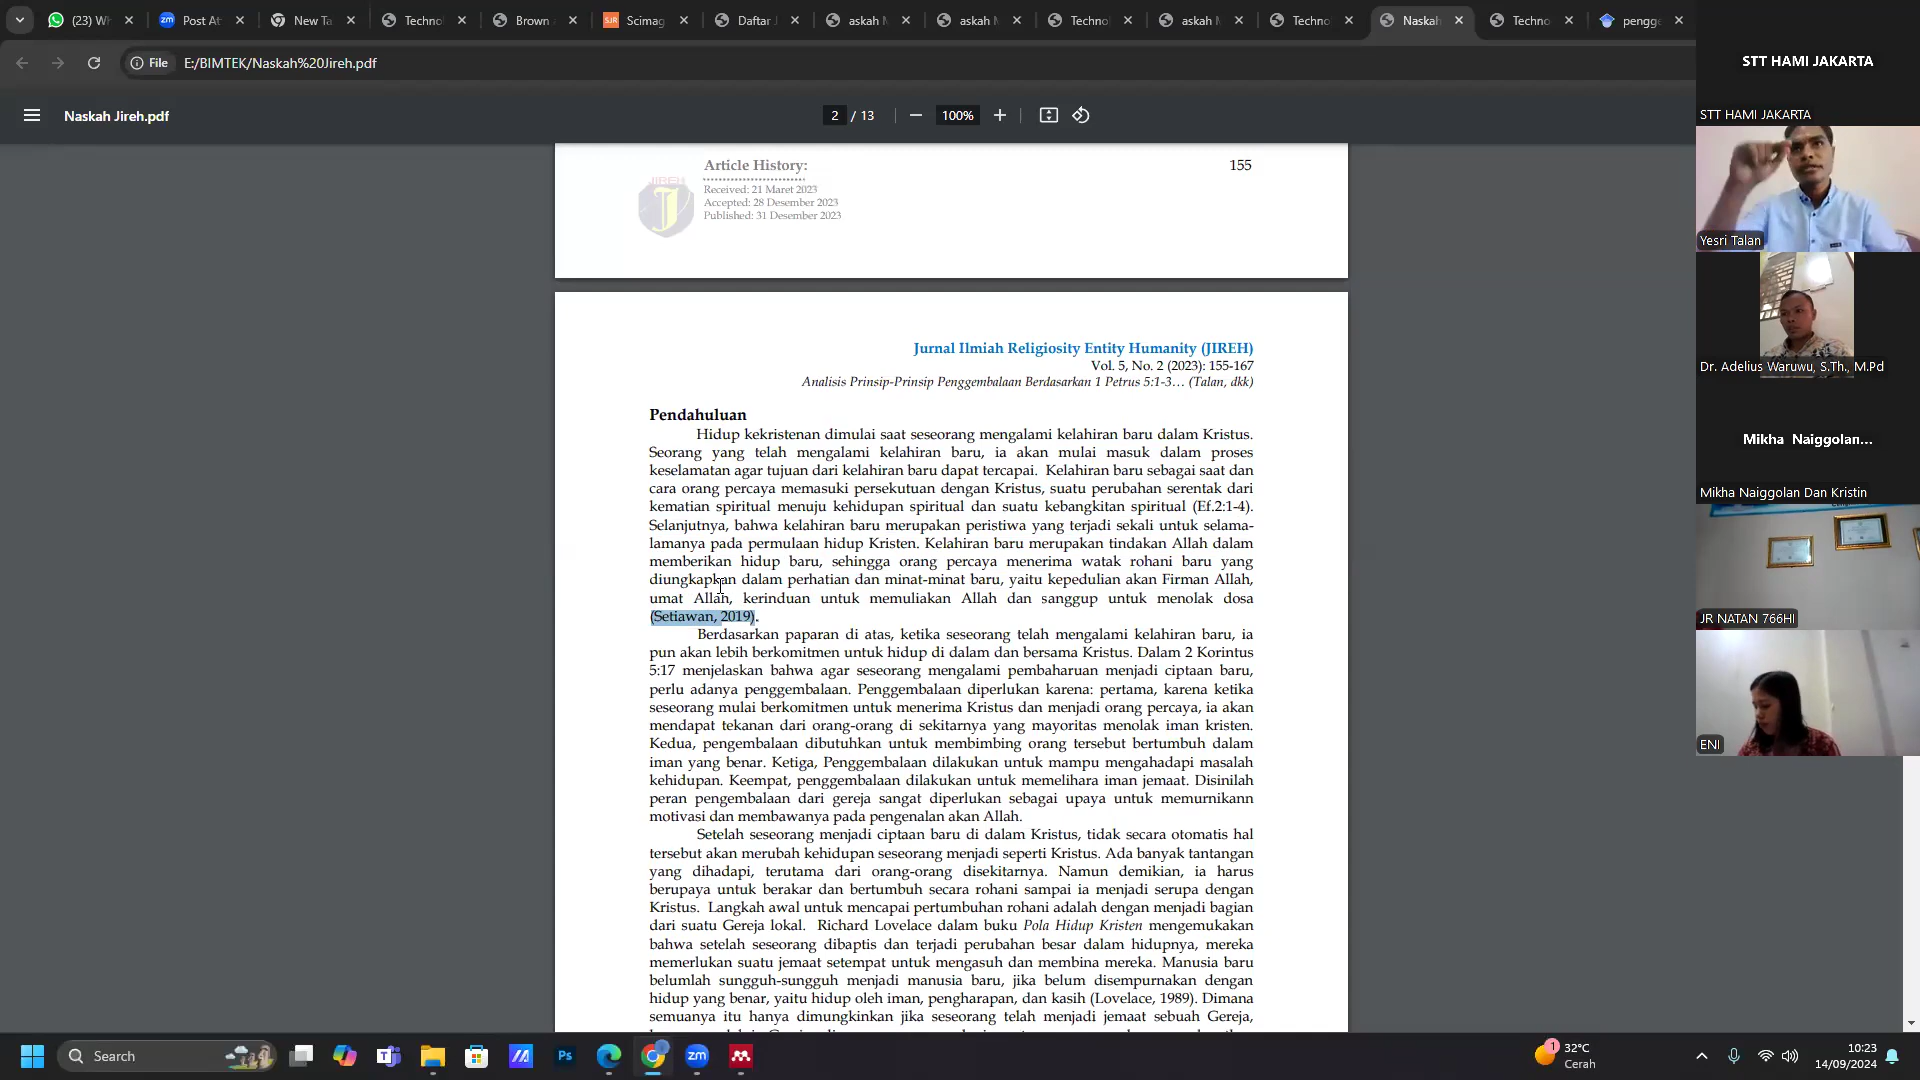 (23) Wh
Post At
New Ta
Techno
Brown
SJR Scimag
Daftar J
askah M
askah M
Techno
askah M
Techno
Naskah
Techno
pengge
File E:/BIMTEK/Naskah%20Jireh.pdf
Naskah Jireh.pdf
2 / 13
100%
Article History:
155
JIREH
Received: 21 Maret 2023
Accepted: 28 Desember 2023
Published: 31 Desember 2023
Jurnal Ilmiah Religiosity Entity Humanity (JIREH)
Vol. 5, No. 2 (2023): 155-167
Analisis Prinsip-Prinsip Penggembalaan Berdasarkan 1 Petrus 5:1-3… (Talan, dkk)
Pendahuluan
Hidup kekristenan dimulai saat seseorang mengalami kelahiran baru dalam Kristus.
Seorang yang telah mengalami kelahiran baru, ia akan mulai masuk dalam proses
keselamatan agar tujuan dari kelahiran baru dapat tercapai. Kelahiran baru sebagai saat dan
cara orang percaya memasuki persekutuan dengan Kristus, suatu perubahan serentak dari
kematian spiritual menuju kehidupan spiritual dan suatu kebangkitan spiritual (Ef.2:1-4).
Selanjutnya, bahwa kelahiran baru merupakan peristiwa yang terjadi sekali untuk selama-
lamanya pada permulaan hidup Kristen. Kelahiran baru merupakan tindakan Allah dalam
memberikan hidup baru, sehingga orang percaya menerima watak rohani baru yang
diungkapkan dalam perhatian dan minat-minat baru, yaitu kepedulian akan Firman Allah,
umat Allah, kerinduan untuk memuliakan Allah dan sanggup untuk menolak dosa
(Setiawan, 2019).
Berdasarkan paparan di atas, ketika seseorang telah mengalami kelahiran baru, ia
pun akan lebih berkomitmen untuk hidup di dalam dan bersama Kristus. Dalam 2 Korintus
5:17 menjelaskan bahwa agar seseorang mengalami pembaharuan menjadi ciptaan baru,
perlu adanya penggembalaan. Penggembalaan diperlukan karena: pertama, karena ketika
seseorang mulai berkomitmen untuk menerima Kristus dan menjadi orang percaya, ia akan
mendapat tekanan dari orang-orang di sekitarnya yang mayoritas menolak iman kristen.
Kedua, pengembalaan dibutuhkan untuk membimbing orang tersebut bertumbuh dalam
iman yang benar. Ketiga, Penggembalaan dilakukan untuk mampu mengahadapi masalah
kehidupan. Keempat, penggembalaan dilakukan untuk memelihara iman jemaat. Disinilah
peran pengembalaan dari gereja sangat diperlukan sebagai upaya untuk memurnikann
motivasi dan membawanya pada pengenalan akan Allah.
Setelah seseorang menjadi ciptaan baru di dalam Kristus, tidak secara otomatis hal
tersebut akan merubah kehidupan seseorang menjadi seperti Kristus. Ada banyak tantangan
yang dihadapi, terutama dari orang-orang disekitarnya. Namun demikian, ia harus
berupaya untuk berakar dan bertumbuh secara rohani sampai ia menjadi serupa dengan
Kristus. Langkah awal untuk mencapai pertumbuhan rohani adalah dengan menjadi bagian
dari suatu Gereja lokal. Richard Lovelace dalam buku Pola Hidup Kristen mengemukakan
bahwa setelah seseorang dibaptis dan terjadi perubahan besar dalam hidupnya, mereka
memerlukan suatu jemaat setempat untuk mengasuh dan membina mereka. Manusia baru
belumlah sungguh-sungguh menjadi manusia baru, jika belum disempurnakan dengan
hidup yang benar, yaitu hidup oleh iman, pengharapan, dan kasih (Lovelace, 1989). Dimana
semuanya itu hanya dimungkinkan jika seseorang telah menjadi jemaat sebuah Gereja,
STT HAMI JAKARTA
STT HAMI JAKARTA
Yesri Talan
Dr. Adelius Waruwu, S.Th., M.Pd
Mikha Naiggolan...
Mikha Naiggolan Dan Kristin
JR NATAN 766HI
ENI
Search
Ps
zm
1
32°C
Cerah
10:23
14/09/2024